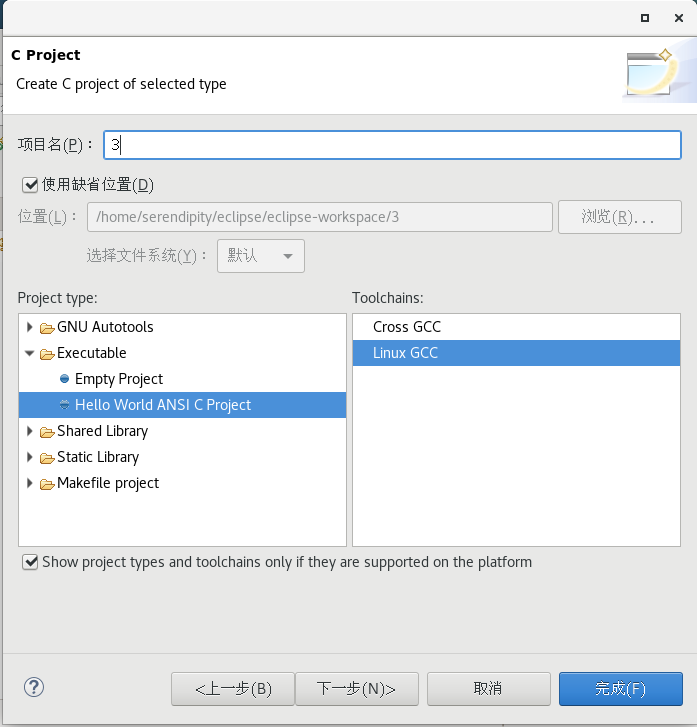 C Project
Create C project of selected type
项目名(P)： 3
使用缺省位置(D)
位置(L)： /home/serendipity/eclipse/eclipse-workspace/3 浏览(R)...
选择文件系统(Y)： 默认
Project type: Toolchains:
GNU Autotools Cross GCC
Executable Linux GCC
Empty Project
Hello World ANSI C Project
Shared Library
Static Library
Makefile project
Show project types and toolchains only if they are supported on the platform
<上一步(B) 下一步(N)> 取消 完成(F)